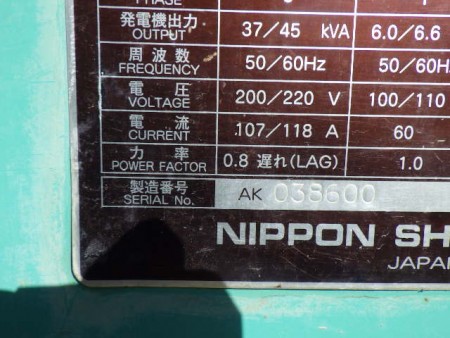 PHASE
発電機出力 37/45 kVA 6.0/6.6
OUTPUT
周波数 50/60Hz 50/60H
FREQUENCY
電圧 200/220 V 100/110
VOLTAGE
電流 107/118 A 60
CURRENT
力率 0.8 遅れ(LAG) 1.0
POWER FACTOR
製造番号 AK 038600
SERIAL No.
NIPPON SH
JAPAN